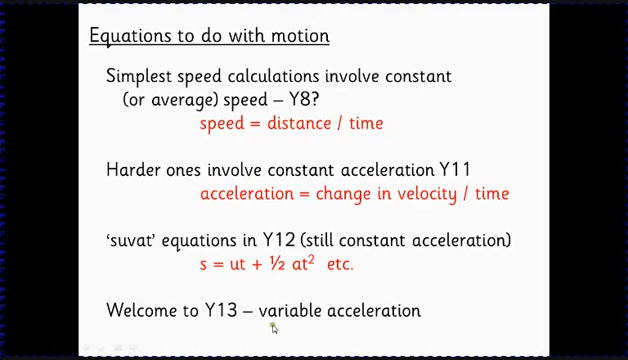 Equations to do with motion
Simplest speed calculations involve constant
(or average) speed – Y8?
speed = distance / time
Harder ones involve constant acceleration Y11
acceleration = change in velocity / time
‘suvat’ equations in Y12 (still constant acceleration)
s = ut + ½ at² etc.
Welcome to Y13 – variable acceleration